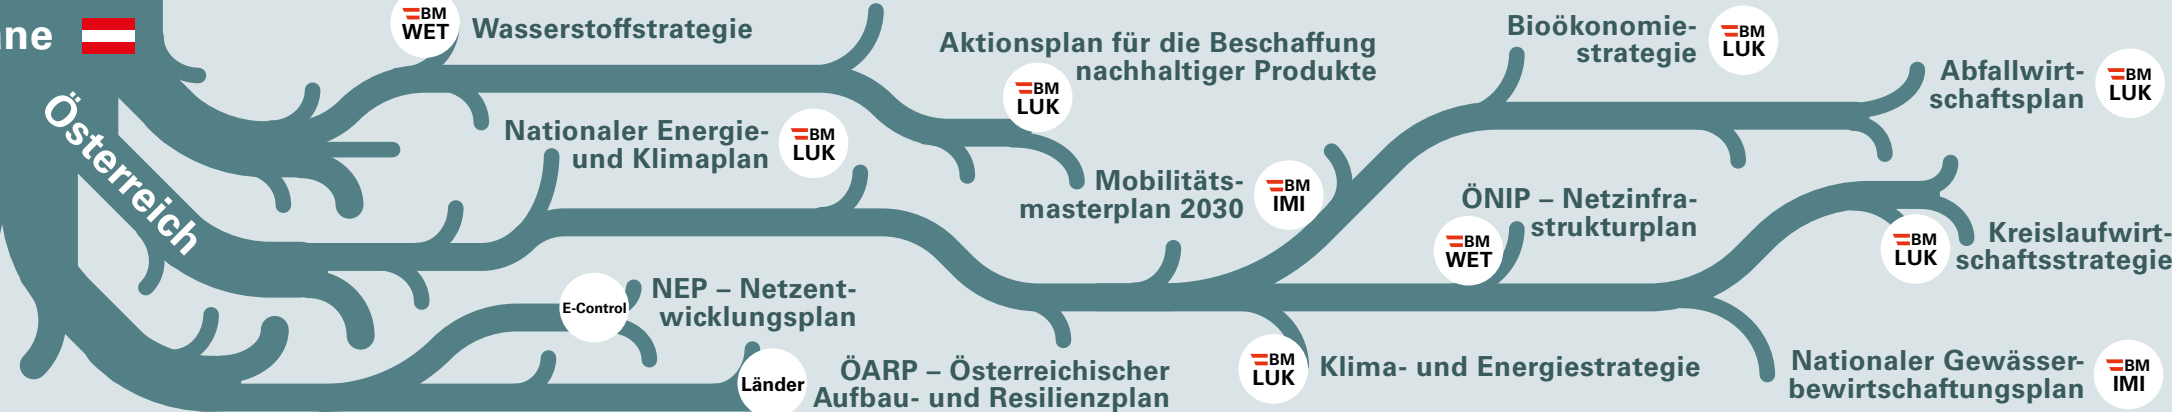 ne
Österreich
BM
WET
Wasserstoffstrategie
Aktionsplan für die Beschaffung
nachhaltiger Produkte
BM
LUK
Bioökonomie-
strategie
BM
LUK
Abfallwirt-
schaftsplan
BM
LUK
Nationaler Energie-
und Klimaplan
BM
LUK
Mobilitäts-
masterplan 2030
BM
IMI
ÖNIP – Netzinfra-
strukturplan
BM
WET
BM
LUK
Kreislaufwirt-
schaftsstrategie
E-Control
NEP – Netzent-
wicklungsplan
Länder
ÖARP – Österreichischer
Aufbau- und Resilienzplan
BM
LUK
Klima- und Energiestrategie
Nationaler Gewässer-
bewirtschaftungsplan
BM
IMI